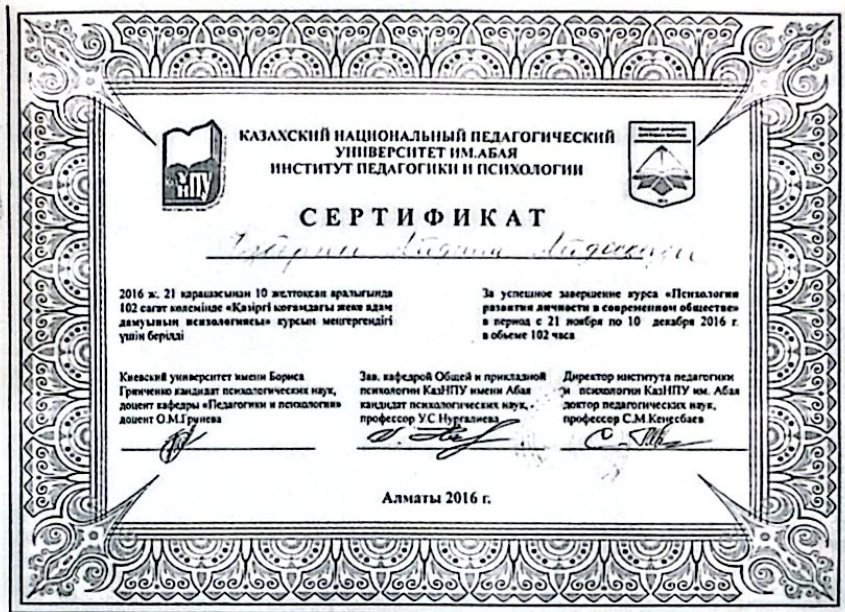 КАЗАХСКИЙ НАЦИОНАЛЬНЫЙ ПЕДАГОГИЧЕСКИЙ
УНИВЕРСИТЕТ ИМ.АБАЯ
ИНСТИТУТ ПЕДАГОГИКИ И ПСИХОЛОГИИ
НПУ
СЕРТИФИКАТ
2016 ж. 21 қарашасынан 10 желтоқсан аралығында
102 сағат көлемінде «Қазіргі қоғамдағы жеке адам
дамуының психологиясы» курсын меңгергендігі
үшін берілді
За успешное завершение курса «Психология
развития личности в современном обществе»
в период с 21 ноября по 10 декабря 2016 г.
в объеме 102 часа
Киевский университет имени Бориса
Гринченко кандидат психологических наук,
доцент кафедры «Педагогики и психологии»
доцент О.М.Грунева
Зав. кафедрой Общей и прикладной
психологии КазНПУ имени Абая
кандидат психологических наук,
профессор У.С Нургалиева
Директор института педагогики
и психологии КазНПУ им. Абая
доктор педагогических наук,
профессор С.М.Кенесбаев
Алматы 2016 г.